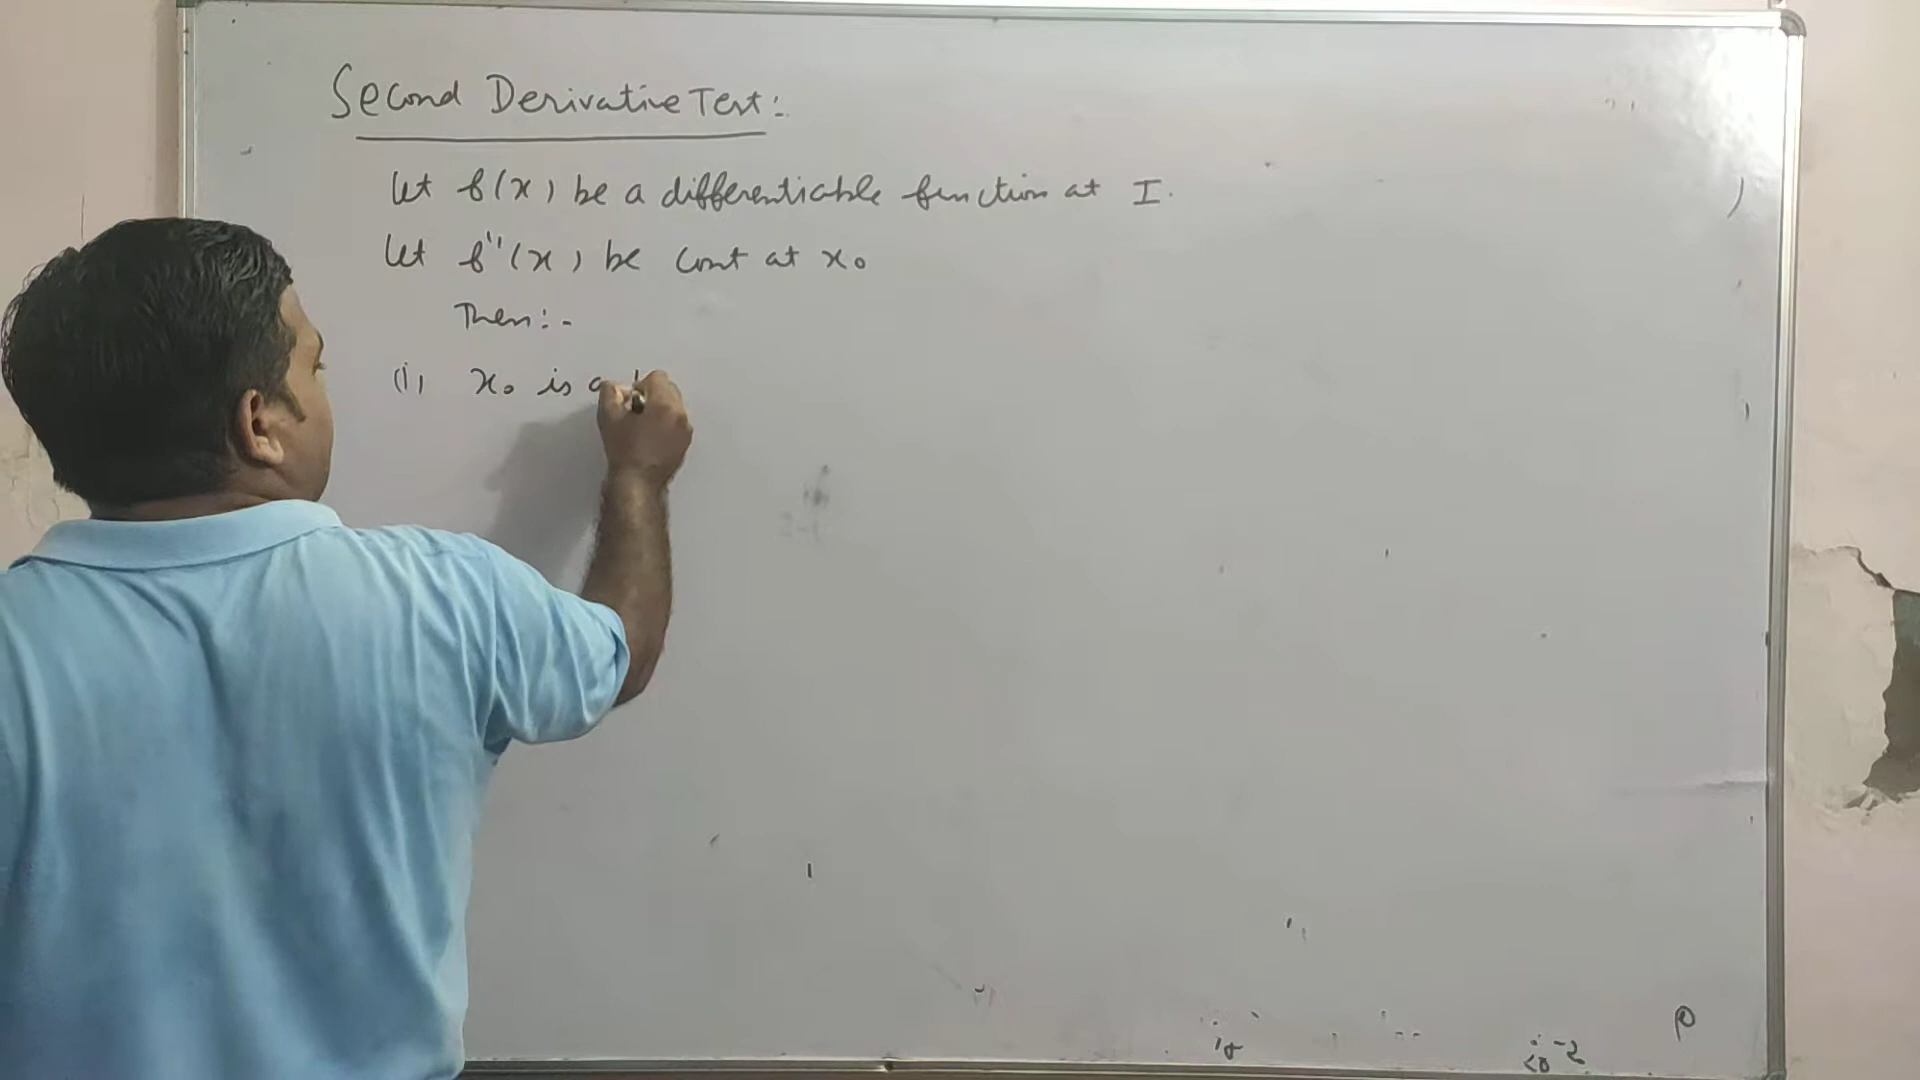 Second Derivative Test :
Let f(x) be a differentiable function at I.
Let f''(x) be cont at x₀
Then :-
(i) x₀ is a